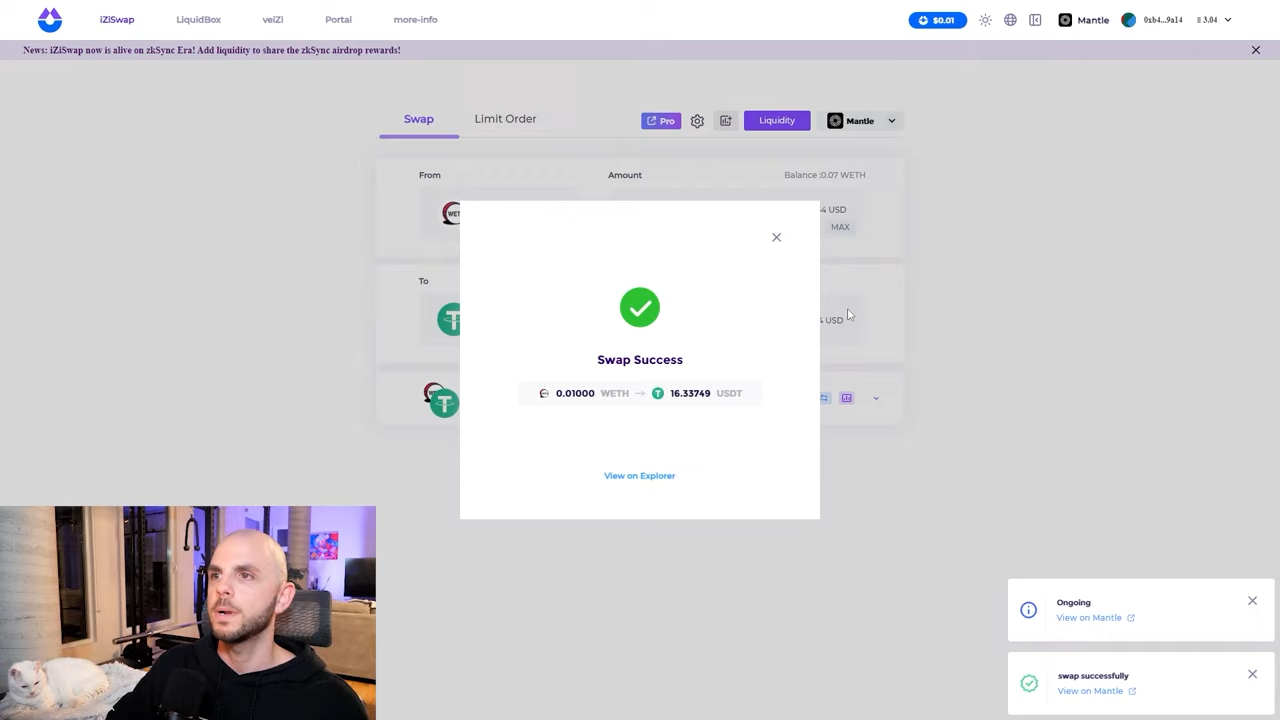 iZiSwap LiquidBox veiZi Portal more-info $0.01 Mantle 0xb4...9a14 3.04
News: iZiSwap now is alive on zkSync Era! Add liquidity to share the zkSync airdrop rewards!
Swap Limit Order Pro Liquidity Mantle
From Amount Balance :0.07 WETH
USD
MAX
To
USD
Swap Success
0.01000 WETH → 16.33749 USDT
View on Explorer
Ongoing
View on Mantle
swap successfully
View on Mantle